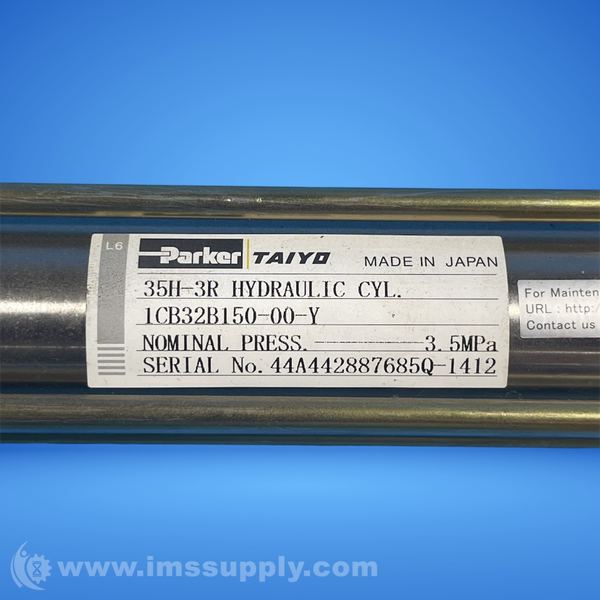 L6
Parker TAIYO MADE IN JAPAN
35H-3R HYDRAULIC CYL.
1CB32B150-00-Y
NOMINAL PRESS. 3.5MPa
SERIAL No. 44A442887685Q-1412
For Mainten
URL : http:/
Contact us
www.imssupply.com